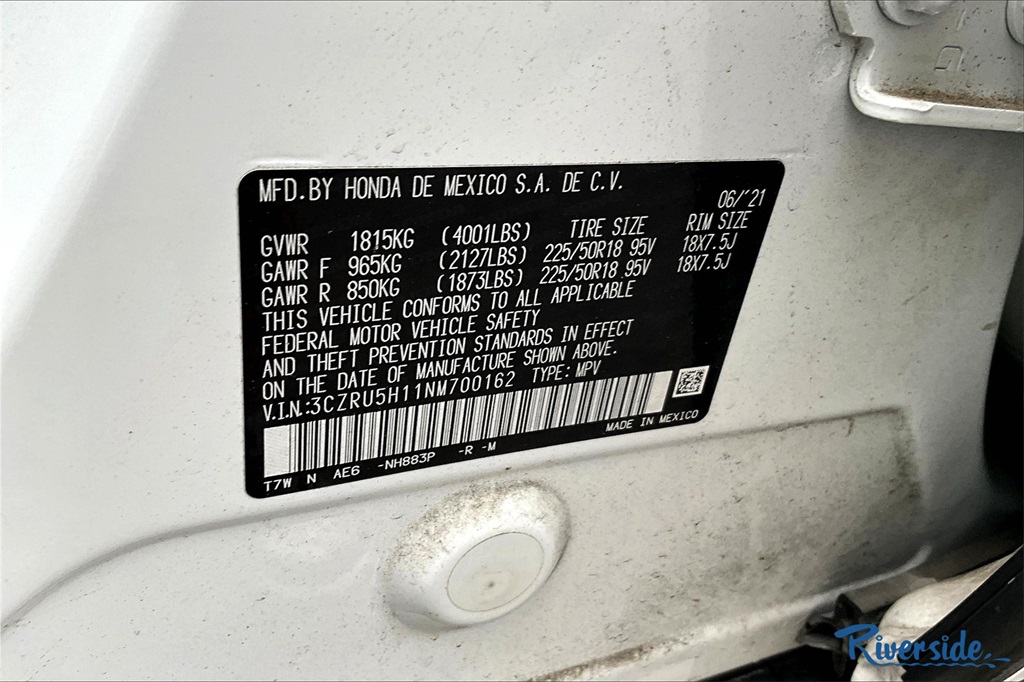 MFD.BY HONDA DE MEXICO S.A. DE C.V.
06/'21
GVWR 1815KG (4001LBS) TIRE SIZE RIM SIZE
GAWR F 965KG (2127LBS) 225/50R18 95V 18X7.5J
GAWR R 850KG (1873LBS) 225/50R18 95V 18X7.5J
THIS VEHICLE CONFORMS TO ALL APPLICABLE
FEDERAL MOTOR VEHICLE SAFETY
AND THEFT PREVENTION STANDARDS IN EFFECT
ON THE DATE OF MANUFACTURE SHOWN ABOVE.
V.I.N.:3CZRU5H11NM700162 TYPE: MPV
MADE IN MEXICO
T7W N AE6 -NH883P -R -M
Riverside